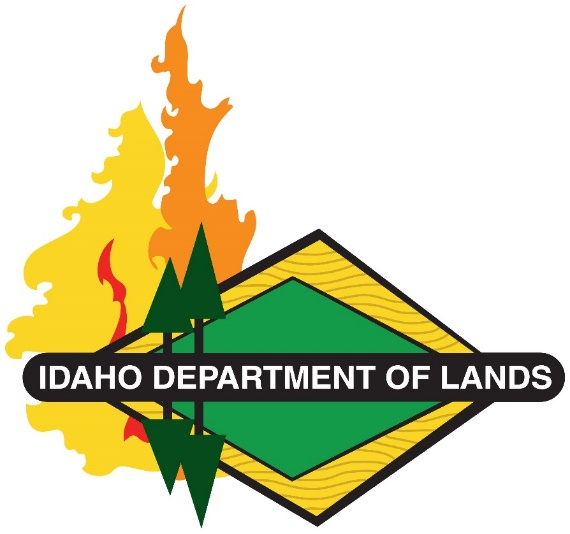 IDAHO DEPARTMENT OF LANDS